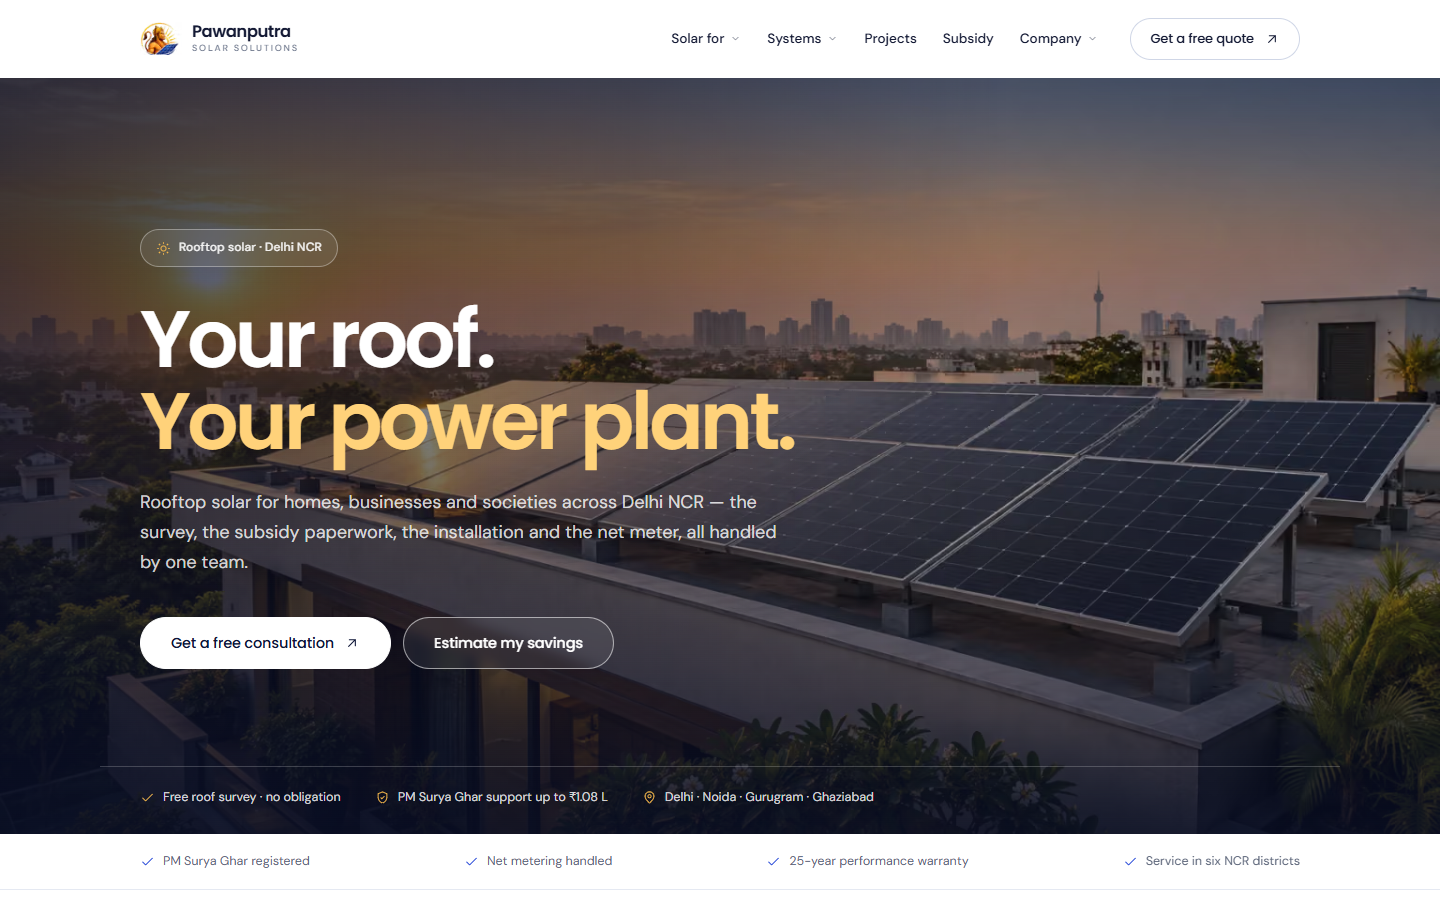 Pawanputra
SOLAR SOLUTIONS
Solar for
Systems
Projects
Subsidy
Company
Get a free quote
Rooftop solar · Delhi NCR
Your roof.
Your power plant.
Rooftop solar for homes, businesses and societies across Delhi NCR — the
survey, the subsidy paperwork, the installation and the net meter, all handled
by one team.
Get a free consultation
Estimate my savings
Free roof survey · no obligation
PM Surya Ghar support up to ₹1.08 L
Delhi · Noida · Gurugram · Ghaziabad
PM Surya Ghar registered
Net metering handled
25-year performance warranty
Service in six NCR districts